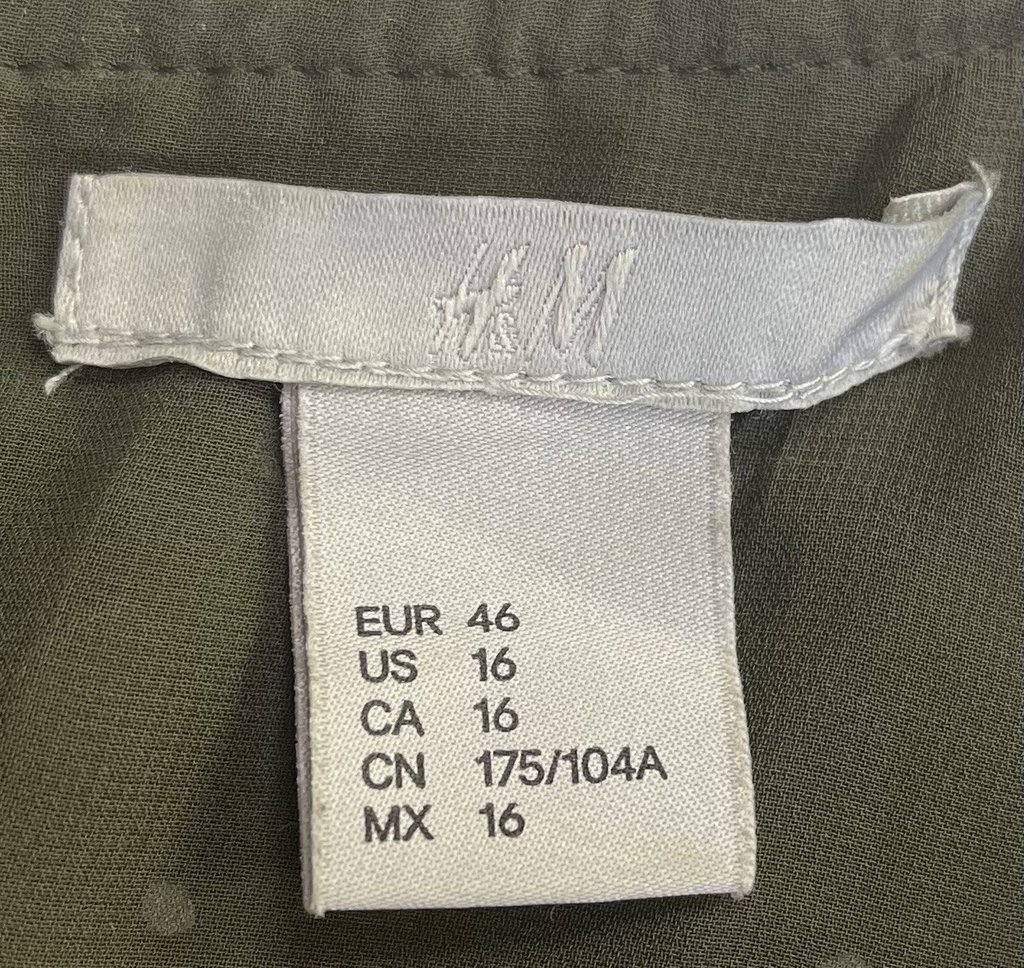 H&M
EUR 46
US 16
CA 16
CN 175/104A
MX 16